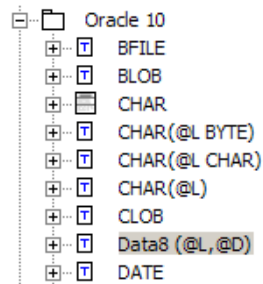 Oracle 10
BFILE
BLOB
CHAR
CHAR(@L BYTE)
CHAR(@L CHAR)
CHAR(@L)
CLOB
Data8 (@L,@D)
DATE